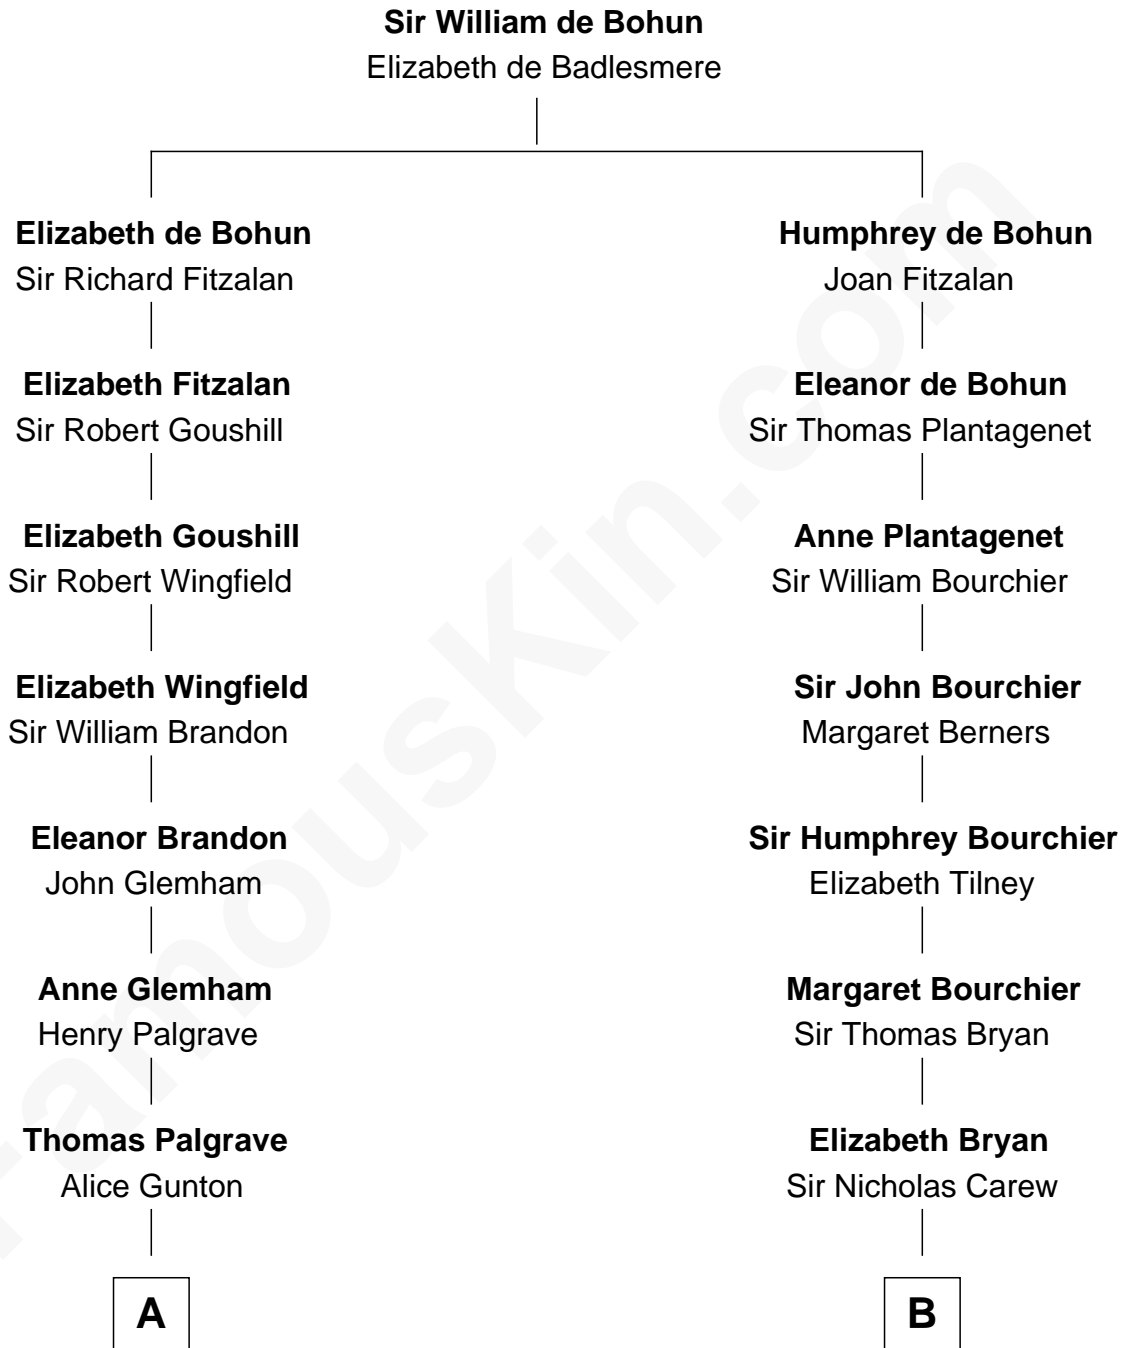 Sir William de Bohun
Elizabeth de Badlesmere
Elizabeth de Bohun
Sir Richard Fitzalan
Humphrey de Bohun
Joan Fitzalan
Elizabeth Fitzalan
Sir Robert Goushill
Eleanor de Bohun
Sir Thomas Plantagenet
Elizabeth Goushill
Sir Robert Wingfield
Anne Plantagenet
Sir William Bourchier
Elizabeth Wingfield
Sir William Brandon
Sir John Bourchier
Margaret Berners
Eleanor Brandon
John Glemham
Sir Humphrey Bourchier
Elizabeth Tilney
Anne Glemham
Henry Palgrave
Margaret Bourchier
Sir Thomas Bryan
Thomas Palgrave
Alice Gunton
Elizabeth Bryan
Sir Nicholas Carew
A
B
FamousKin.com